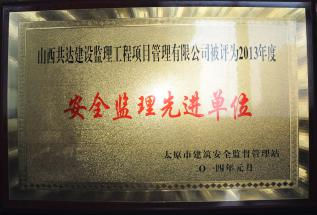 山西共达建设监理工程项目管理有限公司被评为2013年度
安全监理先进单位
太原市建筑安全监督管理站
二〇一四年元月